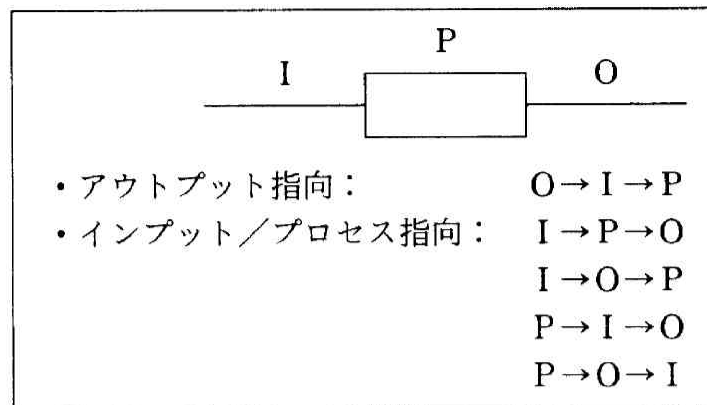 P
I O
・アウトプット指向： O→I→P
・インプット／プロセス指向： I→P→O
I→O→P
P→I→O
P→O→I